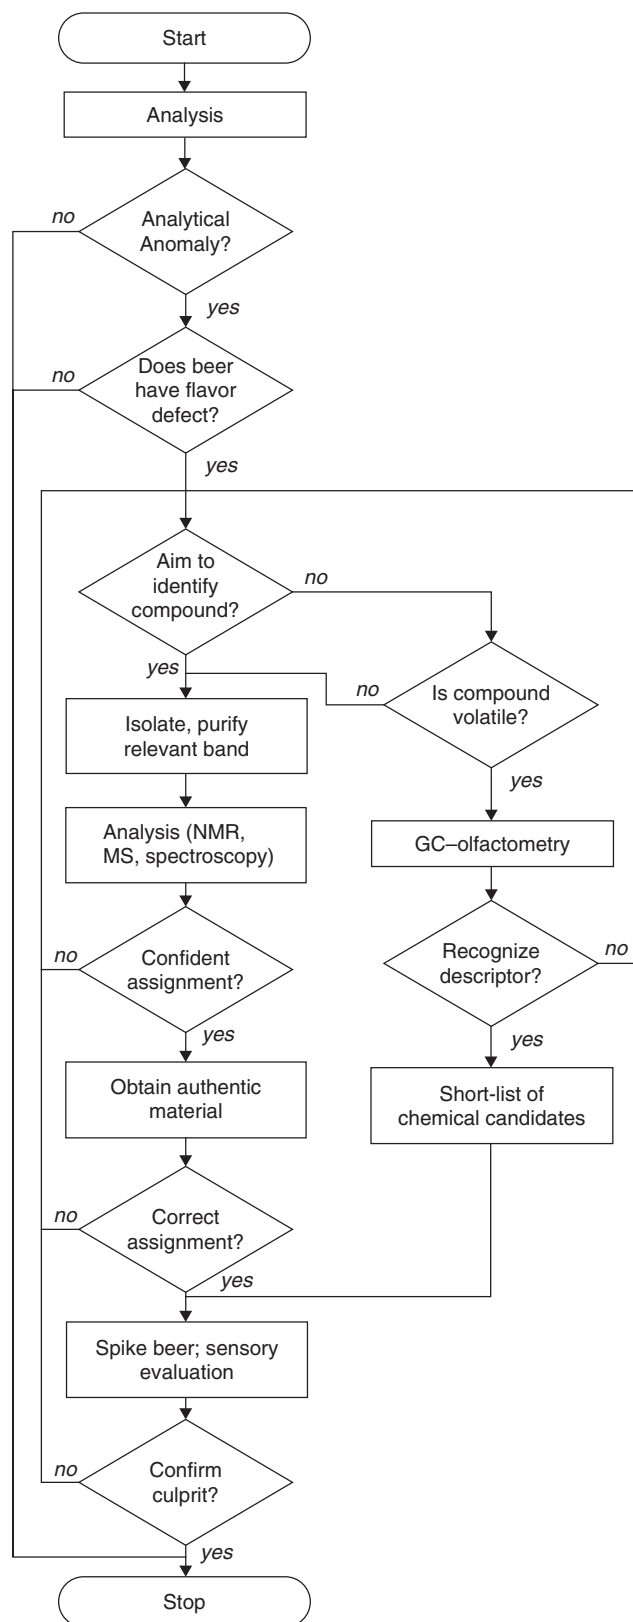 Start
Analysis
no
Analytical
Anomaly?
yes
no
Does beer
have flavor
defect?
yes
Aim to
identify
compound?
no
yes
no
Is compound
volatile?
Isolate, purify
relevant band
yes
Analysis (NMR,
MS, spectroscopy)
GC–olfactometry
no
Confident
assignment?
Recognize
descriptor?
no
yes
yes
Obtain authentic
material
Short-list of
chemical candidates
no
Correct
assignment?
yes
Spike beer; sensory
evaluation
no
Confirm
culprit?
yes
Stop